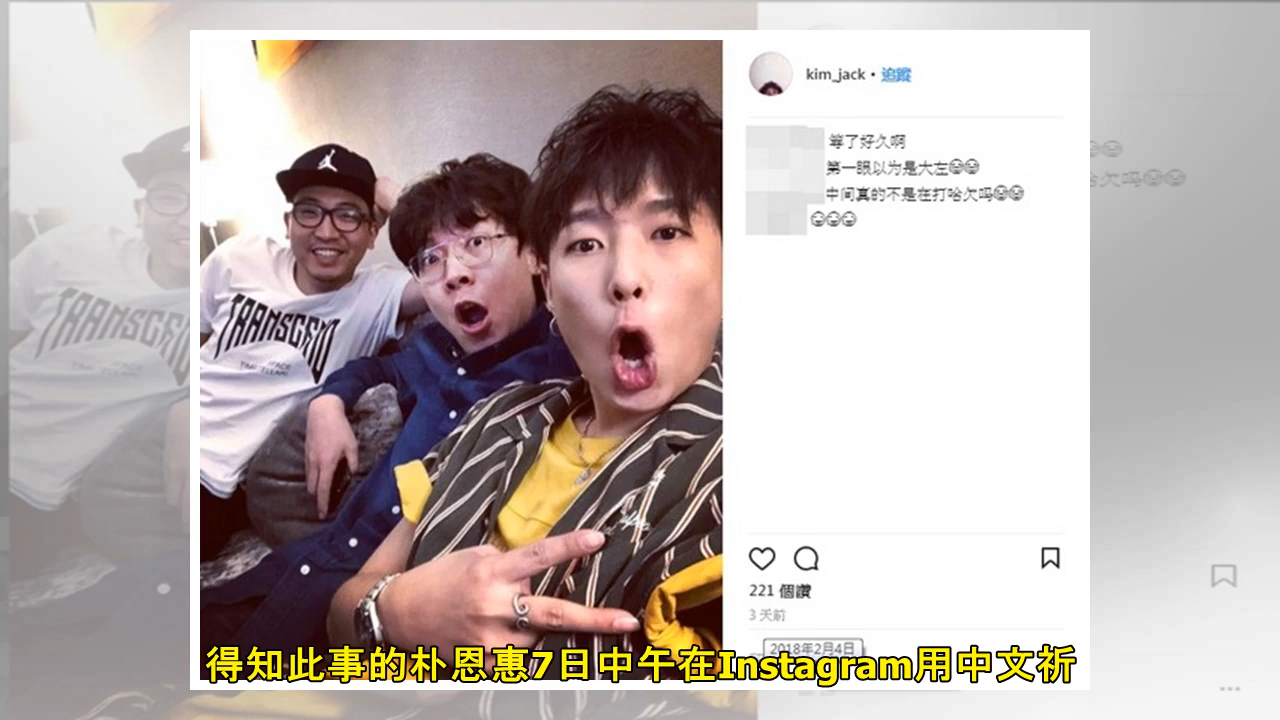 kim_jack • 追蹤
等了好久啊
第一眼以为是大左😂😂
中间真的不是在打哈欠吗😂😂
😂😂😂
TRANSCEND
221 個讚
3 天前
2018年2月4日
得知此事的朴恩惠7日中午在Instagram用中文祈